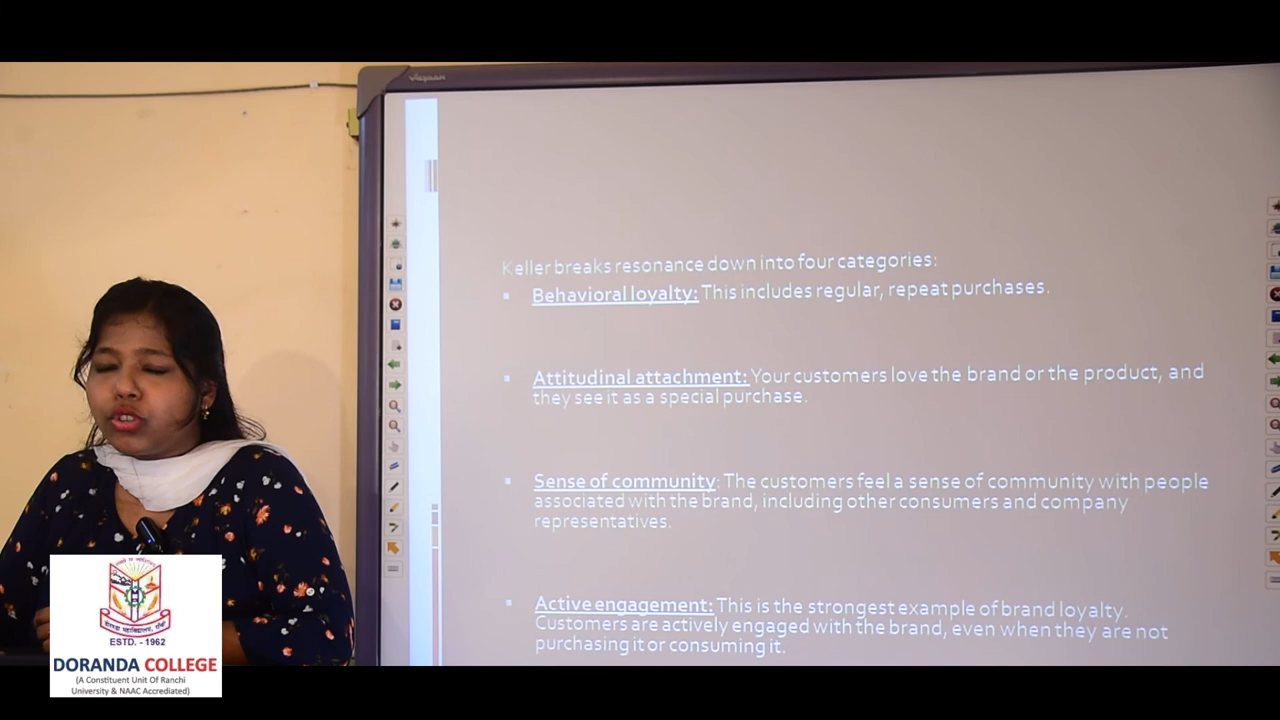 Keller breaks resonance down into four categories:
▪ Behavioral loyalty: This includes regular, repeat purchases.
▪ Attitudinal attachment: Your customers love the brand or the product, and
they see it as a special purchase.
▪ Sense of community: The customers feel a sense of community with people
associated with the brand, including other consumers and company
representatives.
▪ Active engagement: This is the strongest example of brand loyalty.
Customers are actively engaged with the brand, even when they are not
purchasing it or consuming it.
ESTD. - 1962
DORANDA COLLEGE
(A Constituent Unit Of Ranchi
University & NAAC Accredited)